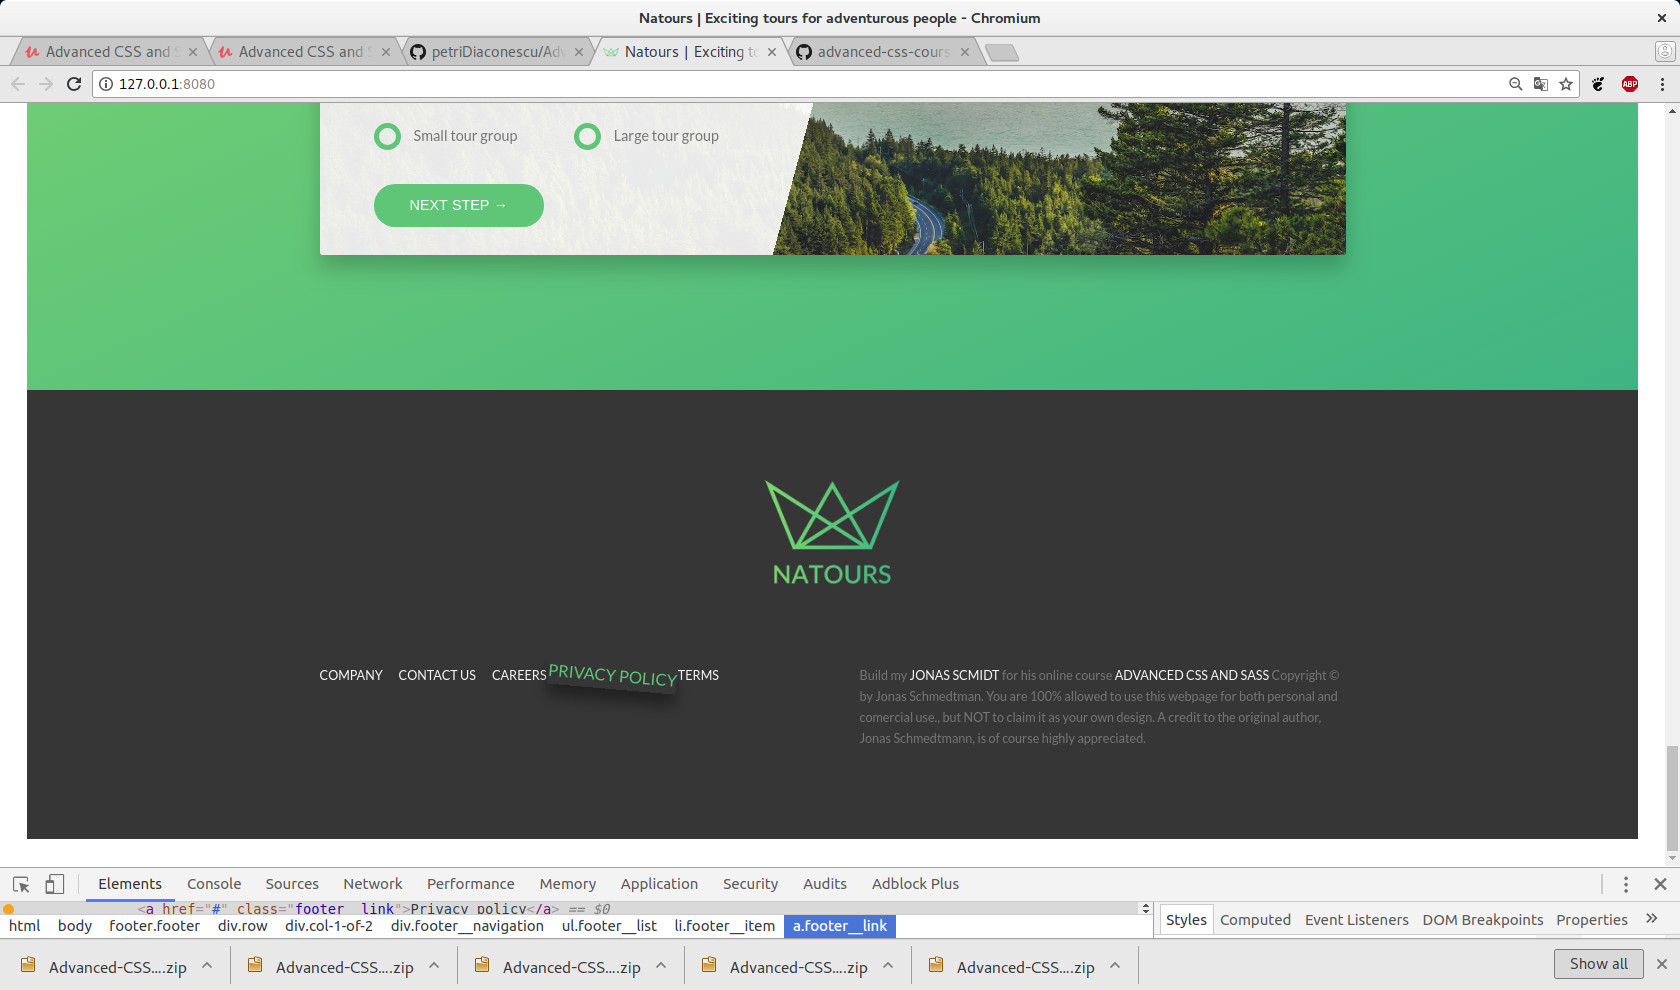 Natours | Exciting tours for adventurous people - Chromium
Advanced CSS and S
Advanced CSS and S
petriDiaconescu/Adv
Natours | Exciting to
advanced-css-cours
127.0.0.1:8080
ABP
Small tour group
Large tour group
NEXT STEP →
NATOURS
COMPANY CONTACT US CAREERS PRIVACY POLICY TERMS
Build my JONAS SCMIDT for his online course ADVANCED CSS AND SASS Copyright ©
by Jonas Schmedtman. You are 100% allowed to use this webpage for both personal and
comercial use., but NOT to claim it as your own design. A credit to the original author,
Jonas Schmedtmann, is of course highly appreciated.
Elements Console Sources Network Performance Memory Application Security Audits Adblock Plus
<a href="#" class="footer__link">Privacy policy</a> == $0
html body footer.footer div.row div.col-1-of-2 div.footer__navigation ul.footer__list li.footer__item a.footer__link
Styles Computed Event Listeners DOM Breakpoints Properties »
Advanced-CSS....zip
Advanced-CSS....zip
Advanced-CSS....zip
Advanced-CSS....zip
Advanced-CSS....zip
Show all